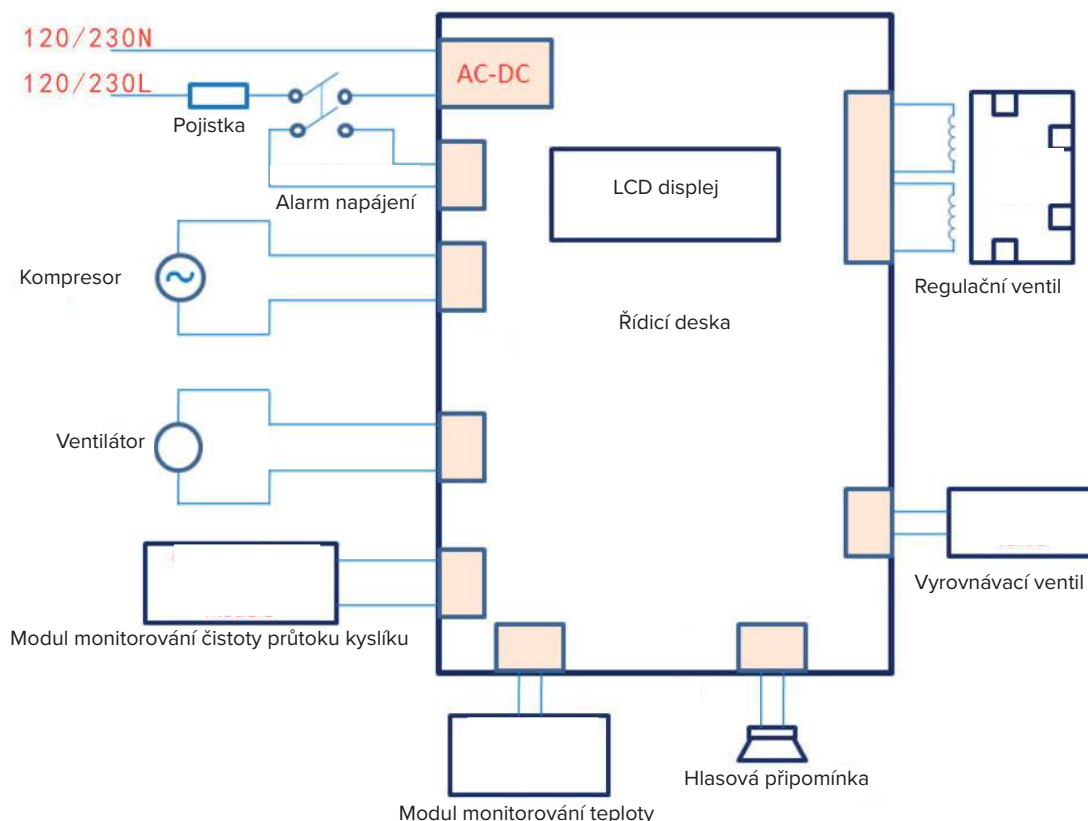 120/230N
120/230L
AC-DC
Pojistka
Alarm napájení
LCD displej
Kompresor
Řídicí deska
Regulační ventil
Ventilátor
Vyrovnávací ventil
Modul monitorování čistoty průtoku kyslíku
Hlasová připomínka
Modul monitorování teploty